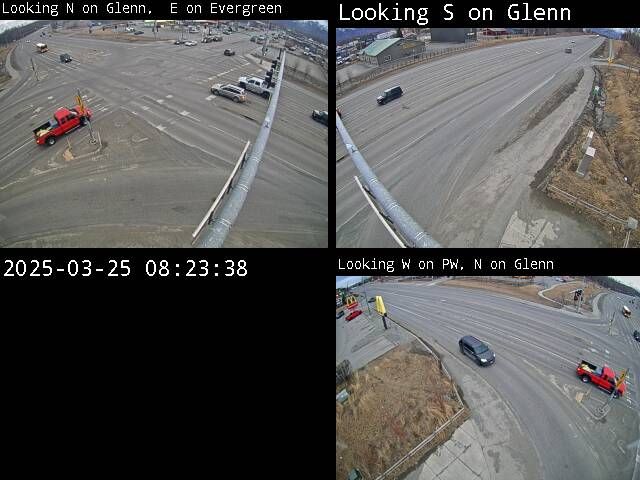 Looking N on Glenn,  E on Evergreen
Looking S on Glenn
2025-03-25 08:23:38
Looking W on PW, N on Glenn